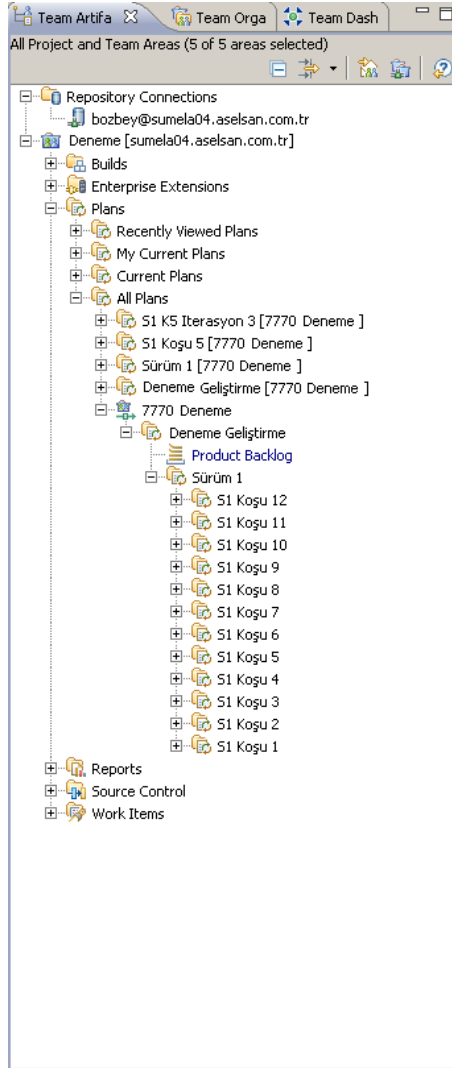 Team Artifa Team Orga Team Dash
All Project and Team Areas (5 of 5 areas selected)
Repository Connections
bozbey@sumela04.aselsan.com.tr
Deneme [sumela04.aselsan.com.tr]
Builds
Enterprise Extensions
Plans
Recently Viewed Plans
My Current Plans
Current Plans
All Plans
S1 K5 Iterasyon 3 [7770 Deneme ]
S1 Koşu 5 [7770 Deneme ]
Sürüm 1 [7770 Deneme ]
Deneme Geliştirme [7770 Deneme ]
7770 Deneme
Deneme Geliştirme
Product Backlog
Sürüm 1
S1 Koşu 12
S1 Koşu 11
S1 Koşu 10
S1 Koşu 9
S1 Koşu 8
S1 Koşu 7
S1 Koşu 6
S1 Koşu 5
S1 Koşu 4
S1 Koşu 3
S1 Koşu 2
S1 Koşu 1
Reports
Source Control
Work Items